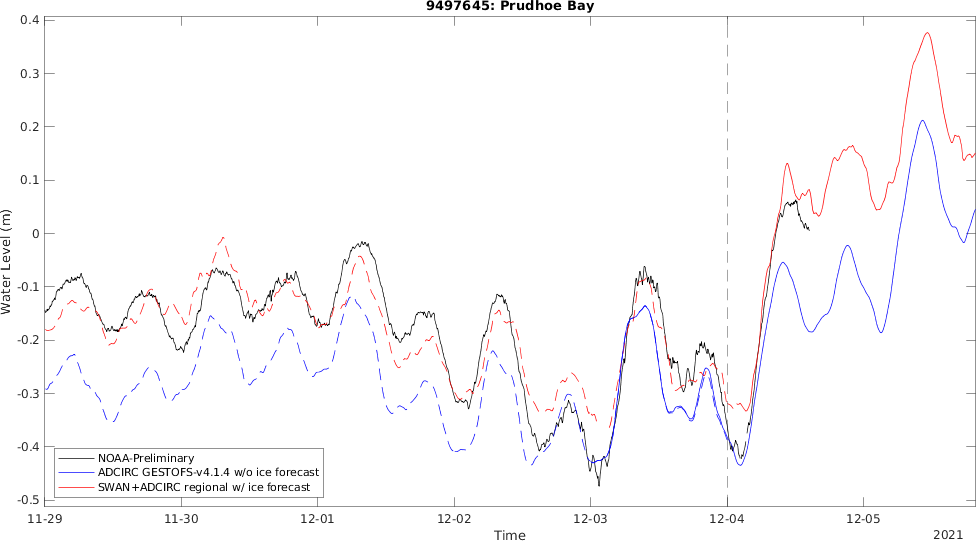 9497645: Prudhoe Bay
0.4
0.3
0.2
0.1
0
-0.1
-0.2
-0.3
-0.4
-0.5
Water Level (m)
NOAA-Preliminary
ADCIRC GESTOFS-v4.1.4 w/o ice forecast
SWAN+ADCIRC regional w/ ice forecast
11-29 11-30 12-01 12-02 12-03 12-04 12-05
Time
2021